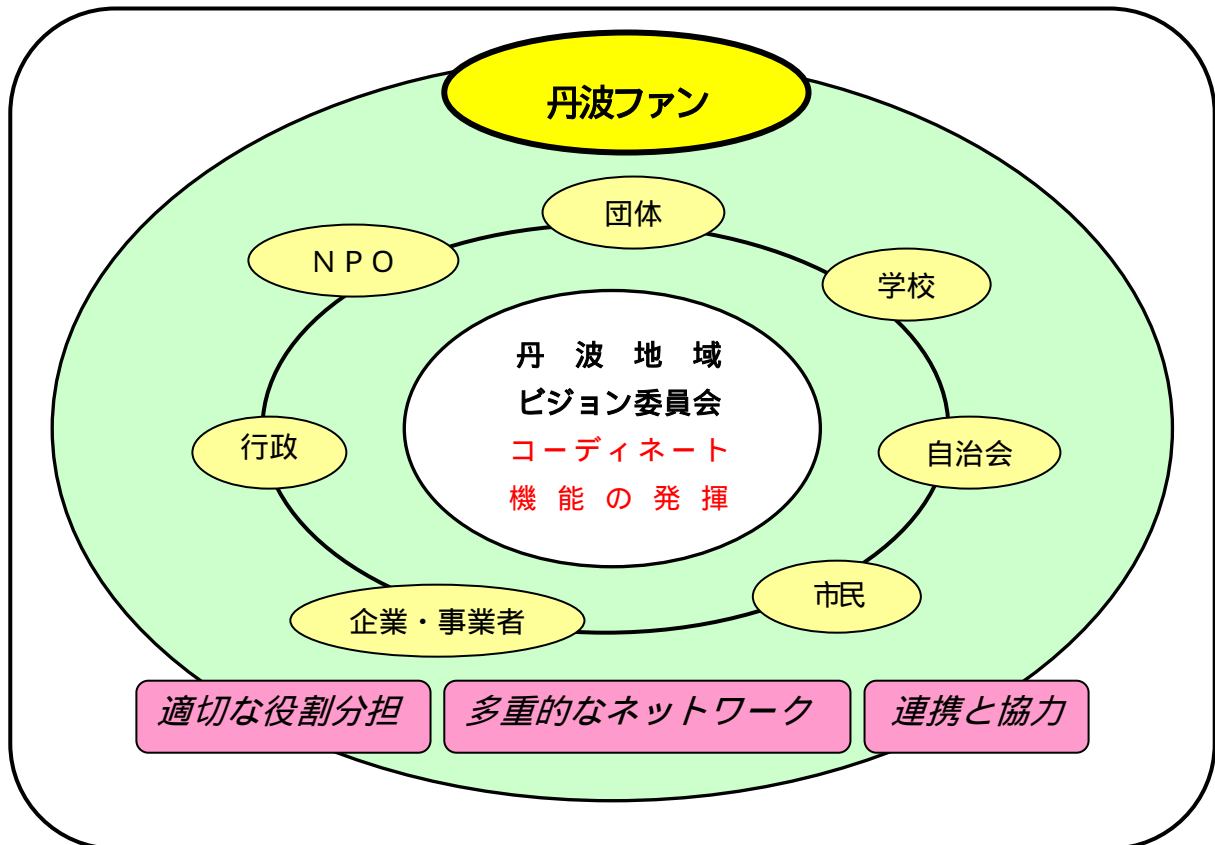 丹波ファン
団体
ＮＰＯ
学校
丹波地域
ビジョン委員会
コーディネート
機能の発揮
行政
自治会
市民
企業・事業者
適切な役割分担
多重的なネットワーク
連携と協力